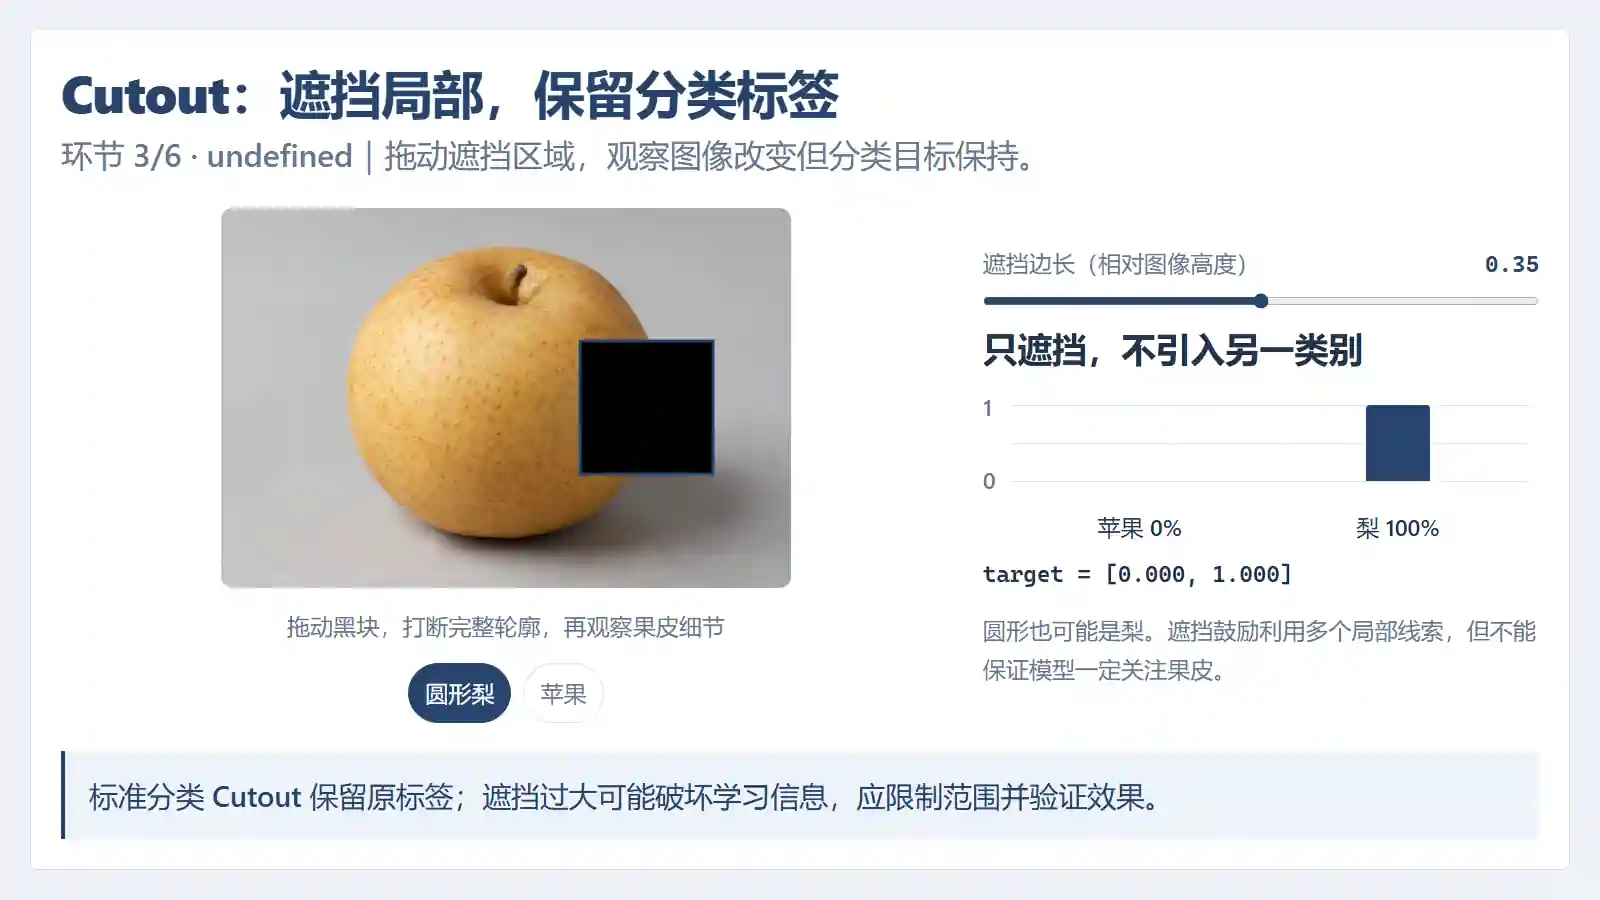 Cutout：遮挡局部，保留分类标签
环节 3/6 · undefined｜拖动遮挡区域，观察图像改变但分类目标保持。
遮挡边长（相对图像高度） 0.35
只遮挡，不引入另一类别
1
0
苹果 0% 梨 100%
target = [0.000, 1.000]
圆形也可能是梨。遮挡鼓励利用多个局部线索，但不能
保证模型一定关注果皮。
拖动黑块，打断完整轮廓，再观察果皮细节
圆形梨 苹果
标准分类 Cutout 保留原标签；遮挡过大可能破坏学习信息，应限制范围并验证效果。